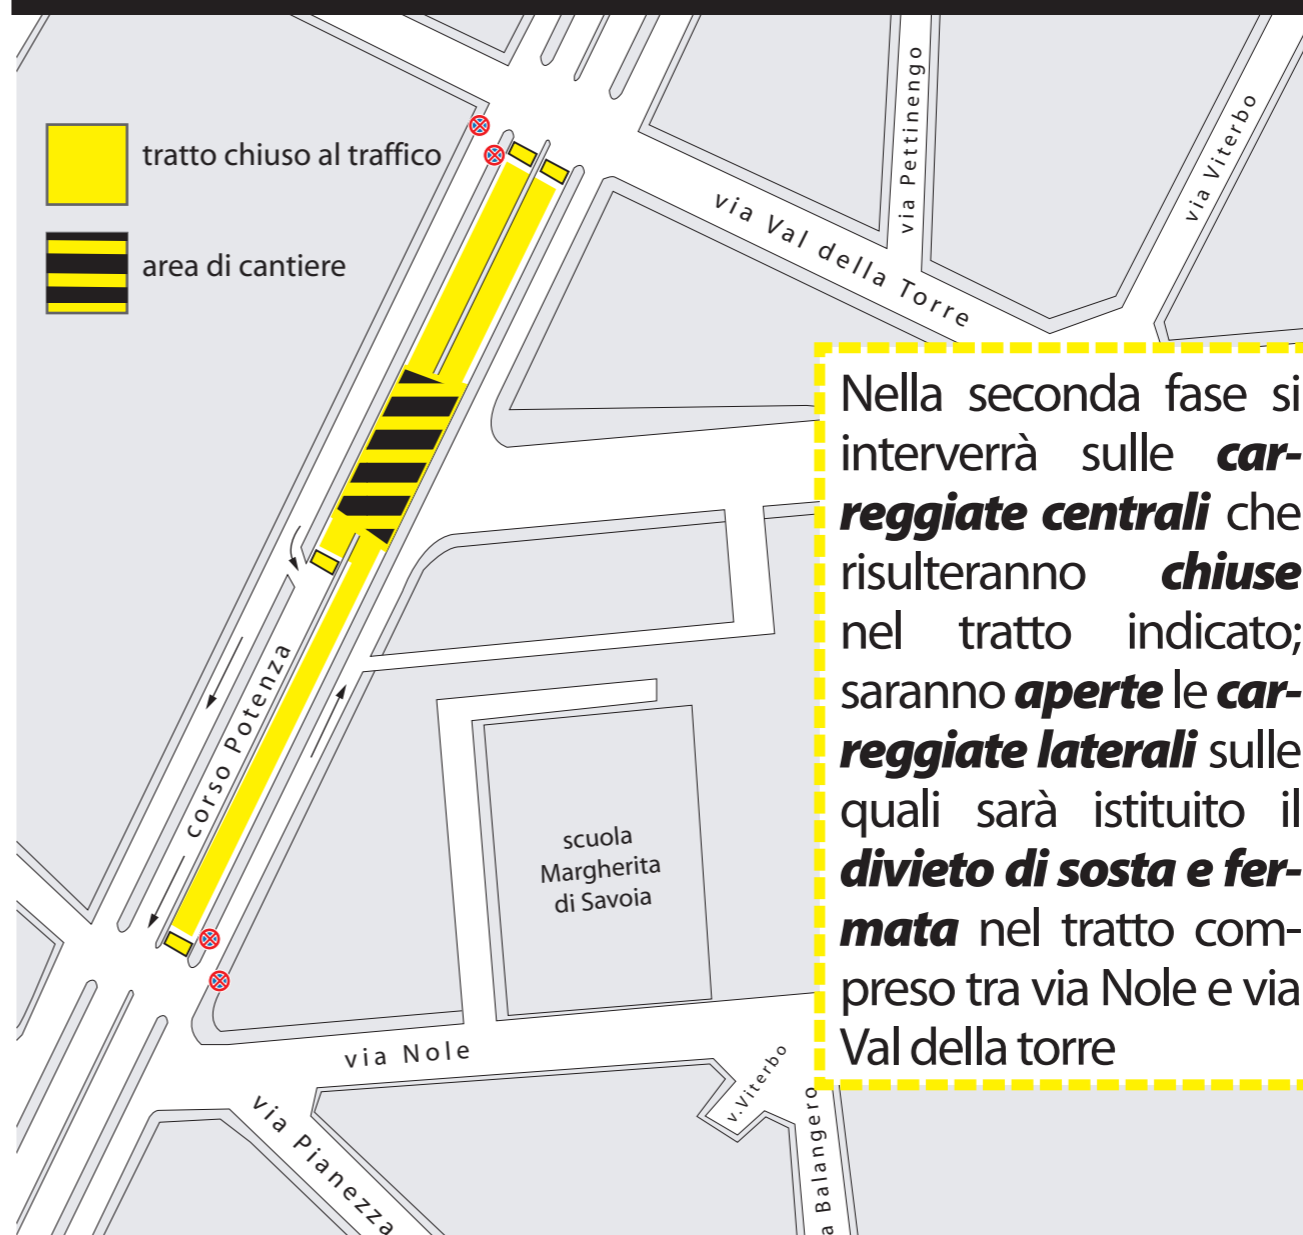 via Pettinengo
via Viterbo
tratto chiuso al traffico
via Val della Torre
area di cantiere
Nella seconda fase si
interverrà sulle car-
reggiate centrali che
risulteranno chiuse
nel tratto indicato;
saranno aperte le car-
reggiate laterali sulle
quali sarà istituito il
divieto di sosta e fer-
mata nel tratto com-
preso tra via Nole e via
Val della torre
corso Potenza
scuola
Margherita
di Savoia
via Nole
v. Viterbo
via Pianezza
a Balangero